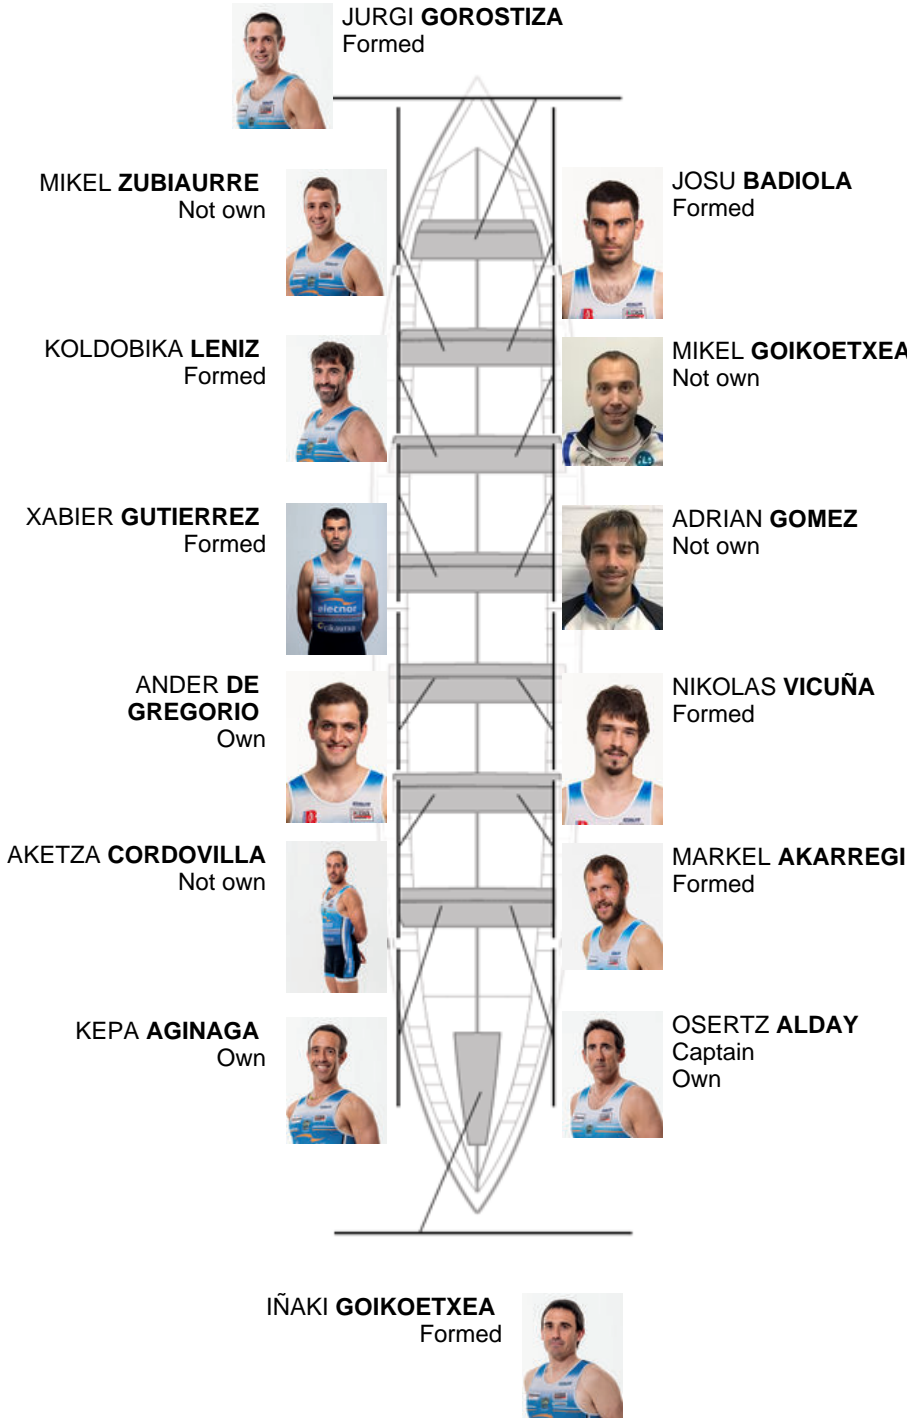 JURGI GOROSTIZA
Formed
MIKEL ZUBIAURRE
Not own
JOSU BADIOLA
Formed
KOLDOBIKA LENIZ
Formed
MIKEL GOIKOETXEA
Not own
XABIER GUTIERREZ
Formed
elecnor
ADRIAN GOMEZ
Not own
ANDER DE
GREGORIO
Own
NIKOLAS VICUÑA
Formed
AKETZA CORDOVILLA
Not own
MARKEL AKARREGI
Formed
KEPA AGINAGA
Own
OSERTZ ALDAY
Captain
Own
IÑAKI GOIKOETXEA
Formed